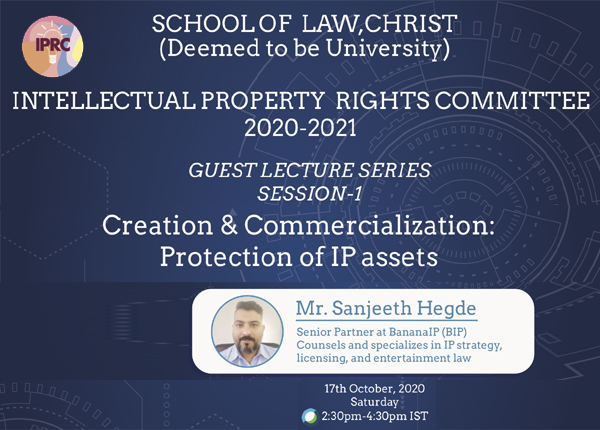 IPRC
SCHOOL OF LAW,CHRIST
(Deemed to be University)
INTELLECTUAL PROPERTY RIGHTS COMMITTEE
2020-2021
GUEST LECTURE SERIES
SESSION-1
Creation & Commercialization:
Protection of IP assets
Mr. Sanjeeth Hegde
Senior Partner at BananaIP (BIP)
Counsels and specializes in IP strategy,
licensing, and entertainment law
17th October, 2020
Saturday
2:30pm-4:30pm IST